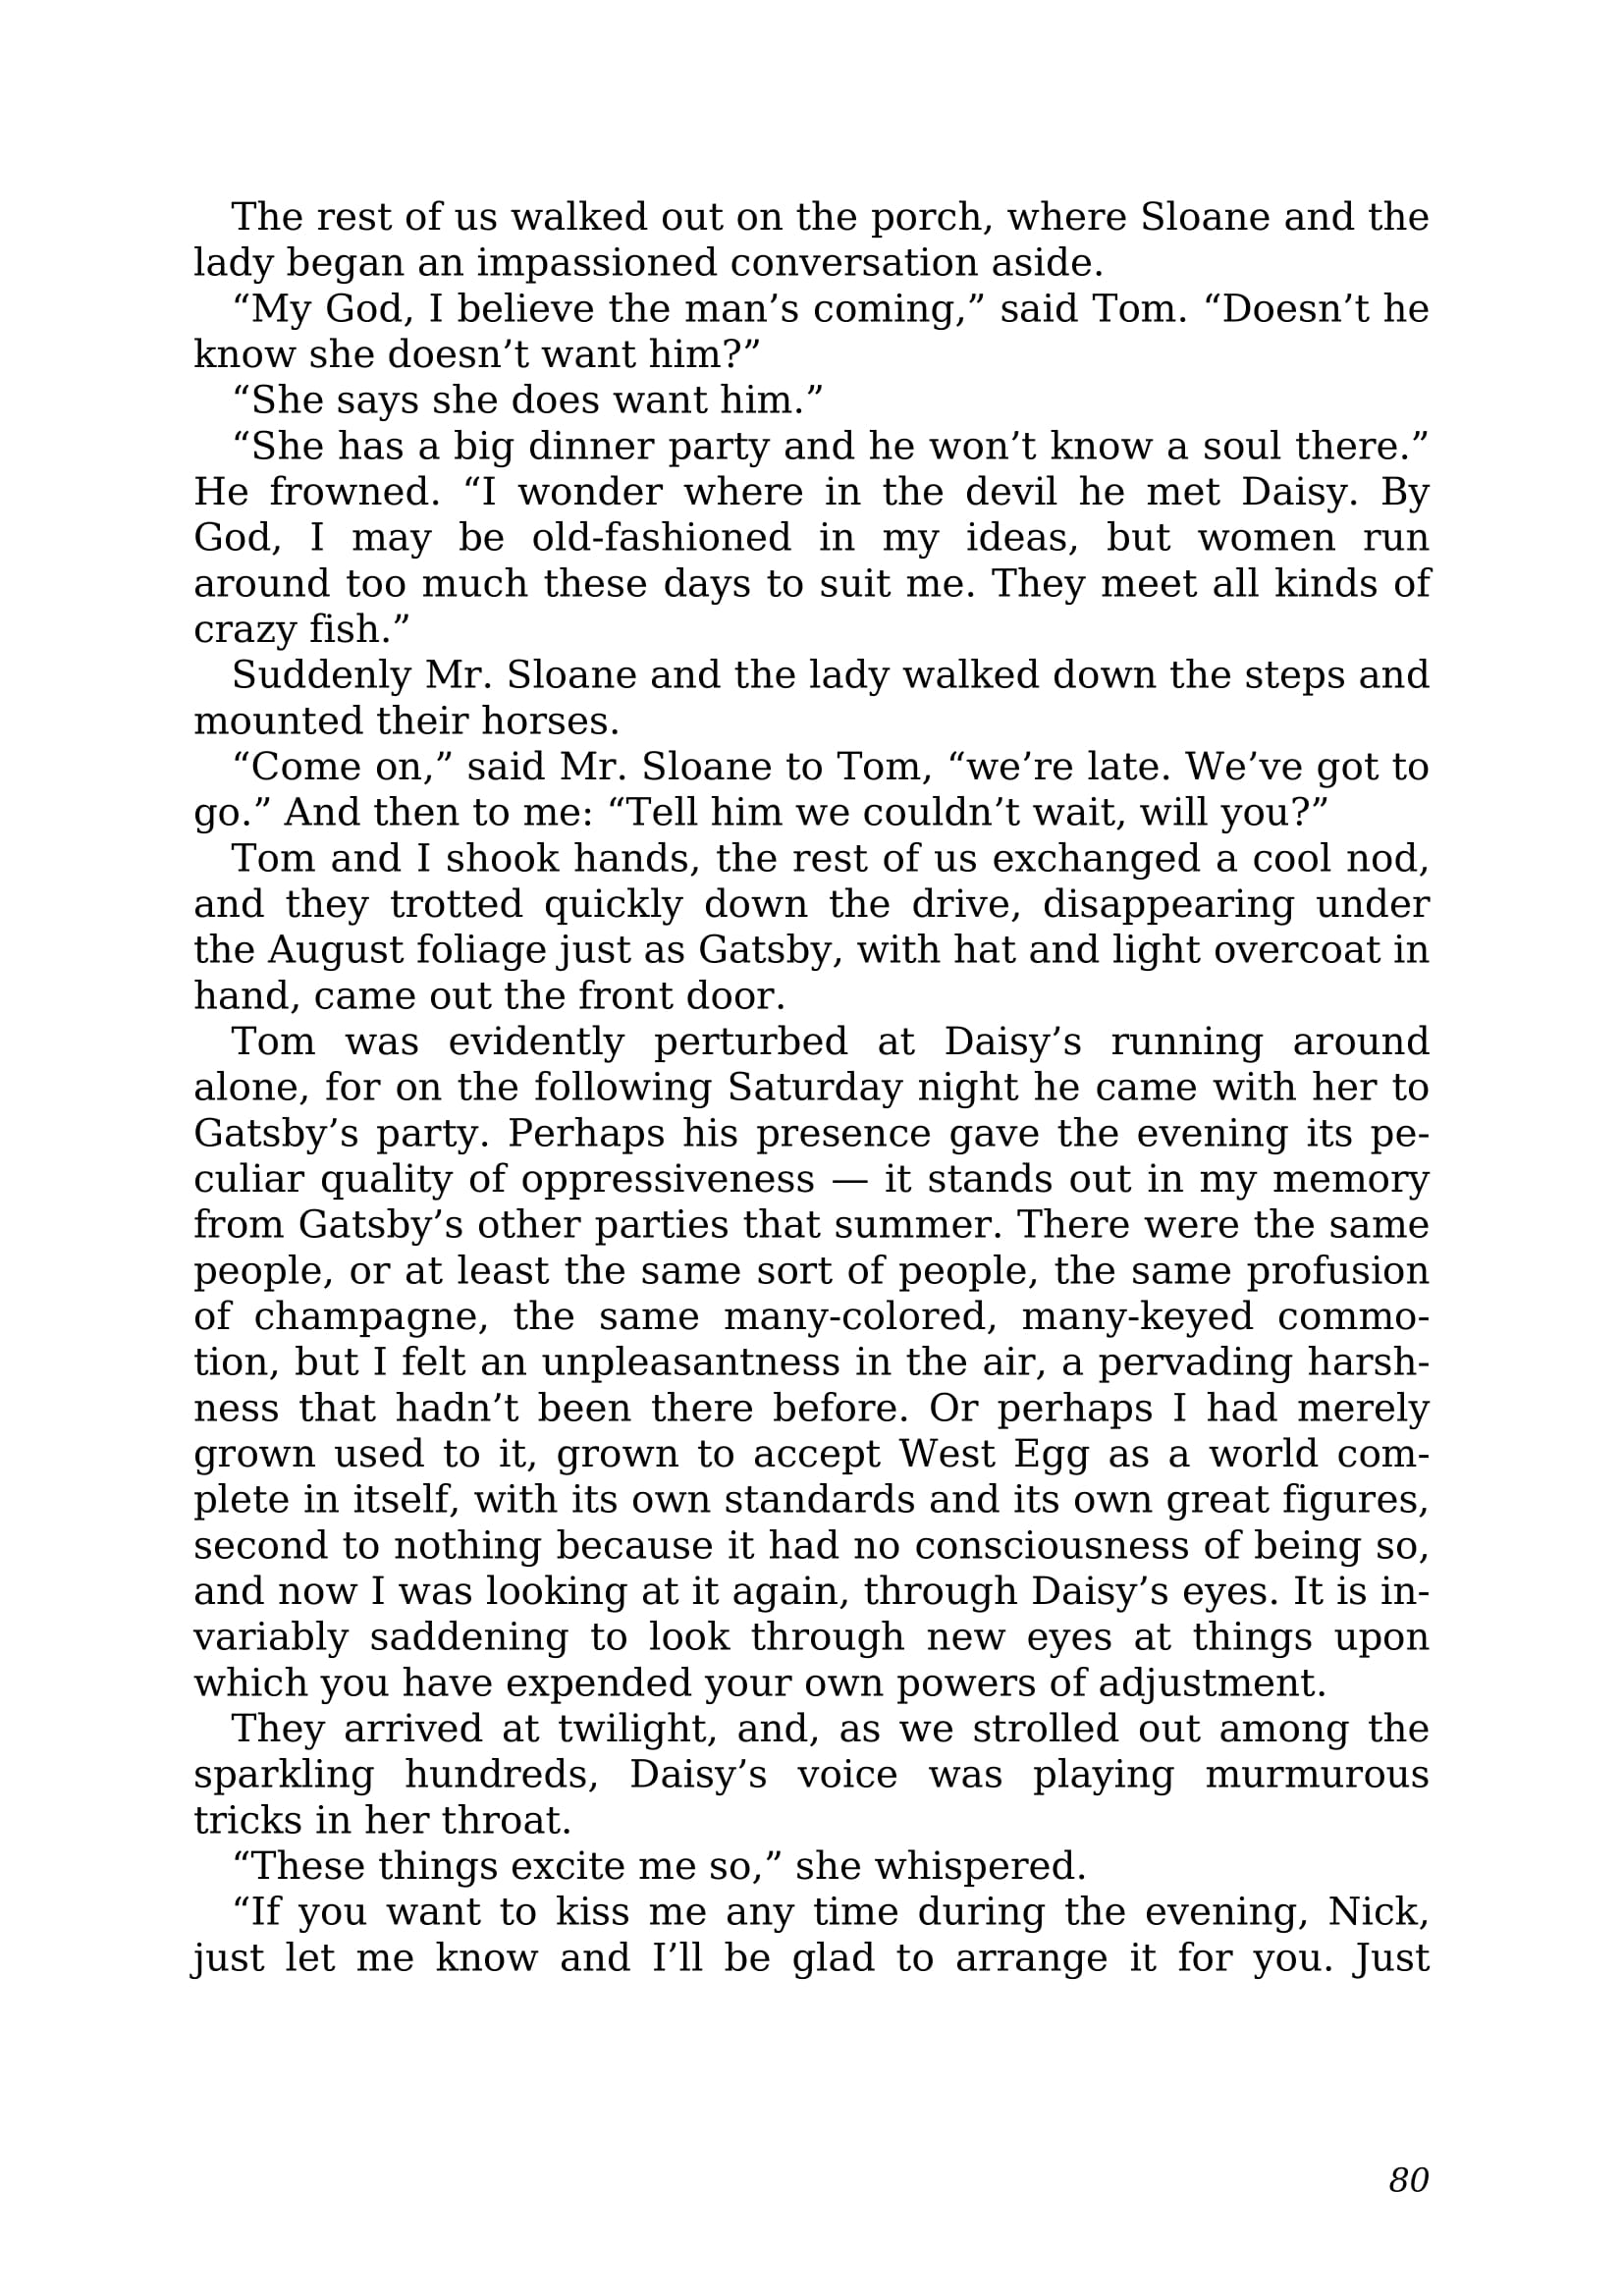 The rest of us walked out on the porch, where Sloane and the
lady began an impassioned conversation aside.
“My God, I believe the man’s coming,” said Tom. “Doesn’t he
know she doesn’t want him?”
“She says she does want him.”
“She has a big dinner party and he won’t know a soul there.”
He frowned. “I wonder where in the devil he met Daisy. By
God, I may be old-fashioned in my ideas, but women run
around too much these days to suit me. They meet all kinds of
crazy fish.”
Suddenly Mr. Sloane and the lady walked down the steps and
mounted their horses.
“Come on,” said Mr. Sloane to Tom, “we’re late. We’ve got to
go.” And then to me: “Tell him we couldn’t wait, will you?”
Tom and I shook hands, the rest of us exchanged a cool nod,
and they trotted quickly down the drive, disappearing under
the August foliage just as Gatsby, with hat and light overcoat in
hand, came out the front door.
Tom was evidently perturbed at Daisy’s running around
alone, for on the following Saturday night he came with her to
Gatsby’s party. Perhaps his presence gave the evening its pe-
culiar quality of oppressiveness — it stands out in my memory
from Gatsby’s other parties that summer. There were the same
people, or at least the same sort of people, the same profusion
of champagne, the same many-colored, many-keyed commo-
tion, but I felt an unpleasantness in the air, a pervading harsh-
ness that hadn’t been there before. Or perhaps I had merely
grown used to it, grown to accept West Egg as a world com-
plete in itself, with its own standards and its own great figures,
second to nothing because it had no consciousness of being so,
and now I was looking at it again, through Daisy’s eyes. It is in-
variably saddening to look through new eyes at things upon
which you have expended your own powers of adjustment.
They arrived at twilight, and, as we strolled out among the
sparkling hundreds, Daisy’s voice was playing murmurous
tricks in her throat.
“These things excite me so,” she whispered.
“If you want to kiss me any time during the evening, Nick,
just let me know and I’ll be glad to arrange it for you. Just
80